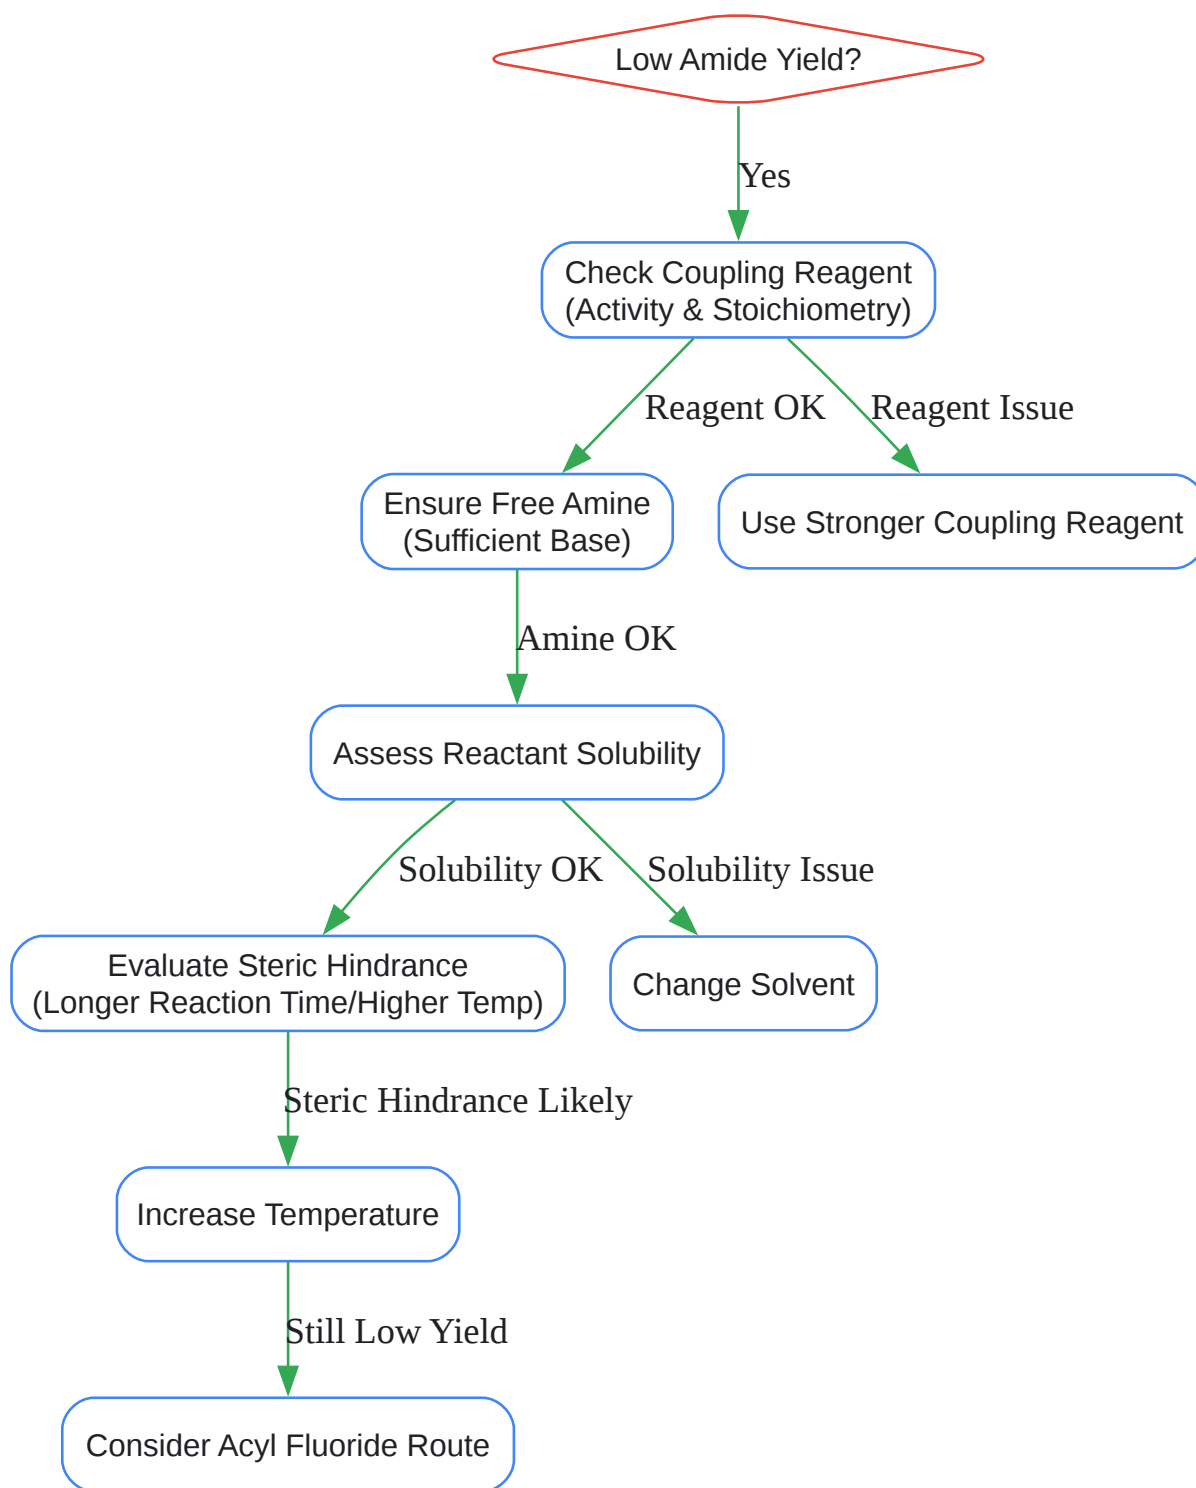 Low Amide Yield?
Yes
Check Coupling Reagent
(Activity & Stoichiometry)
Reagent OK
Reagent Issue
Ensure Free Amine
(Sufficient Base)
Use Stronger Coupling Reagent
Amine OK
Assess Reactant Solubility
Solubility OK
Solubility Issue
Evaluate Steric Hindrance
(Longer Reaction Time/Higher Temp)
Change Solvent
Steric Hindrance Likely
Increase Temperature
Still Low Yield
Consider Acyl Fluoride Route